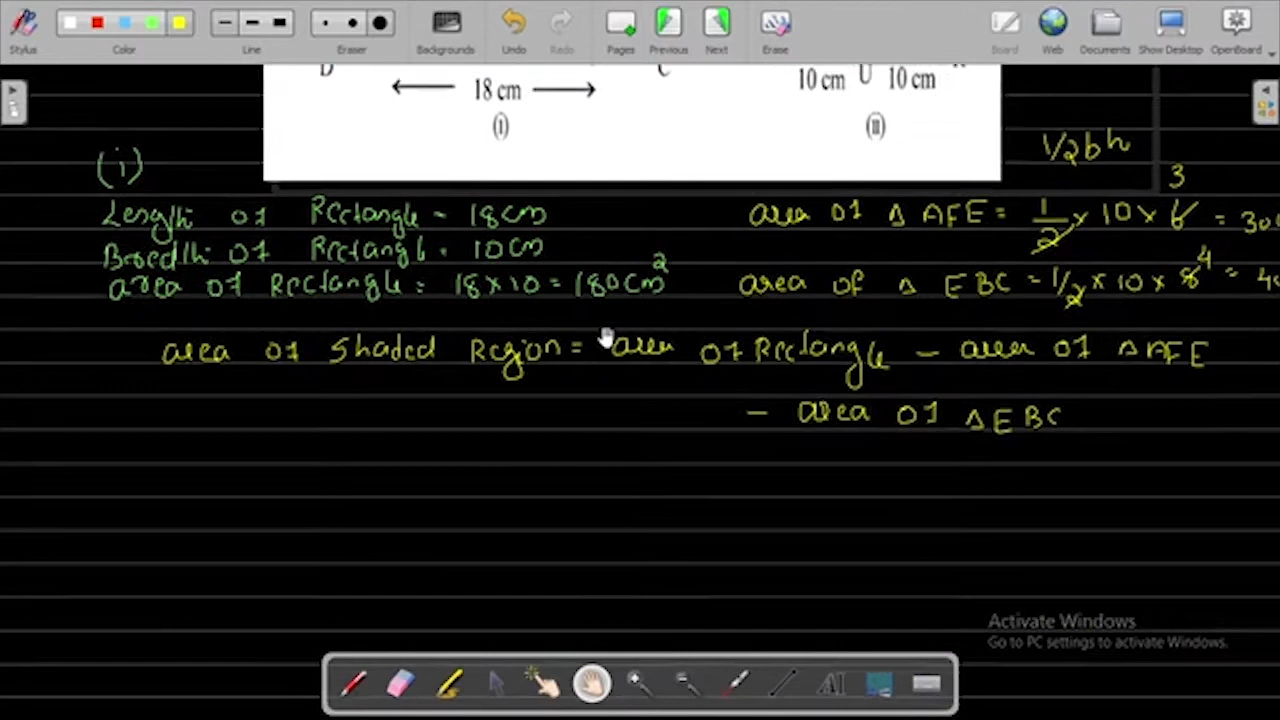 Stylus Color Line Eraser Backgrounds Undo Redo Pages Previous Next Erase Board Web Documents Show Desktop OpenBoard
D C
18 cm
10 cm U 10 cm
(i) (ii)
1/2bh
(i)
Length of Rectangle = 18cm
Breadth of Rectangle = 10cm
area of Rectangle = 18×10=180cm²
3
area of Δ AFE= 1/2 × 10 × 6 = 30
area of Δ EBC = 1/2 × 10 × 8 4 = 40
area of Shaded Region= area of Rectangle — area of ΔAFE
— area of ΔEBC
Activate Windows
Go to PC settings to activate Windows.